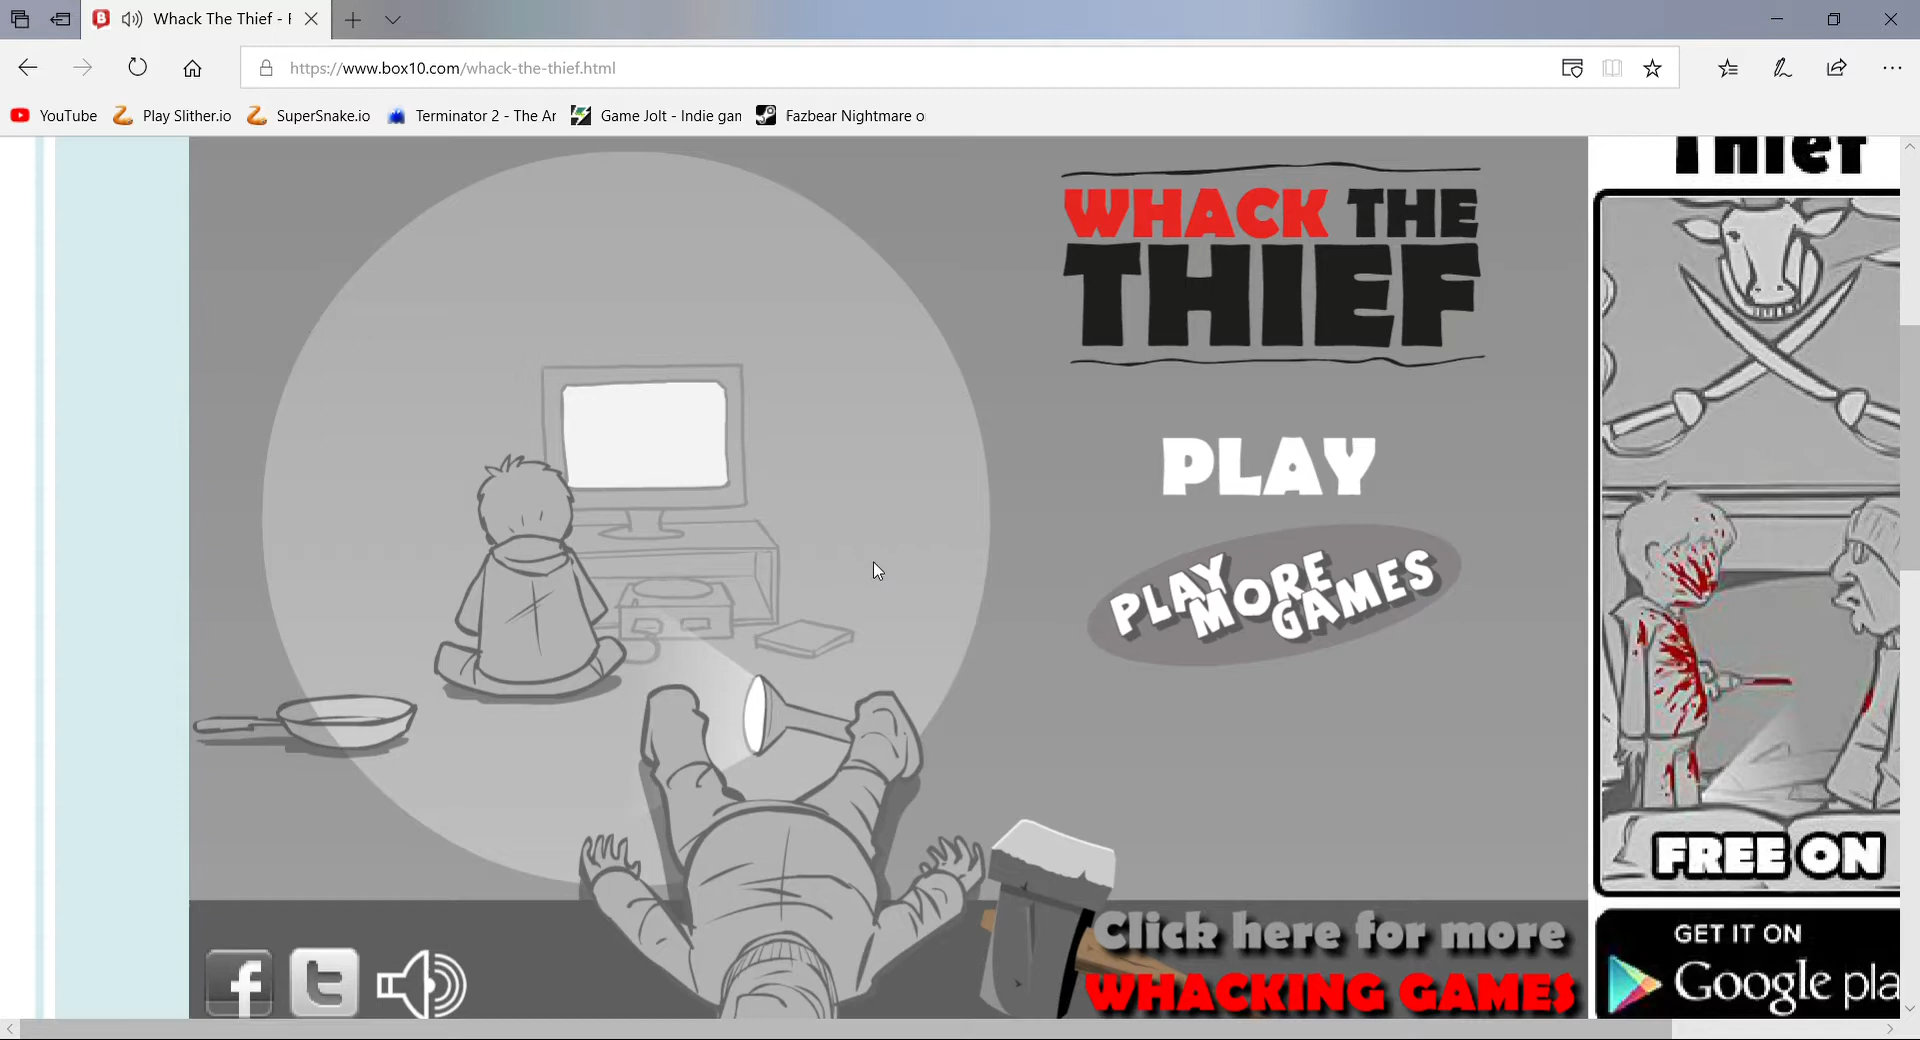 Whack The Thief - F
https://www.box10.com/whack-the-thief.html
YouTube Play Slither.io SuperSnake.io Terminator 2 - The Ar Game Jolt - Indie gan Fazbear Nightmare o
Thief
WHACK THE
THIEF
PLAY
PLAY MORE GAMES
FREE ON
Click here for more
WHACKING GAMES
GET IT ON
Google pla